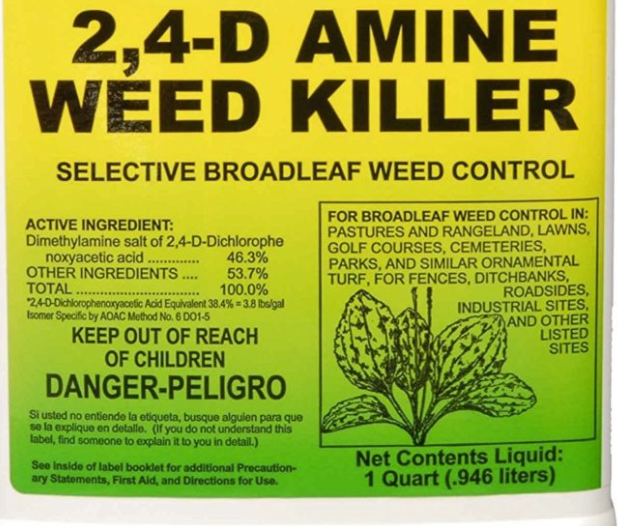 2,4-D AMINE
WEED KILLER
SELECTIVE BROADLEAF WEED CONTROL
ACTIVE INGREDIENT:
Dimethylamine salt of 2,4-D-Dichlorophe
noxyacetic acid ............. 46.3%
OTHER INGREDIENTS .... 53.7%
TOTAL ............................. 100.0%
*2,4-D-Dichlorophenoxyacetic Acid Equivalent 38.4% = 3.8 lbs/gal
Isomer Specific by AOAC Method No. 6 DO1-5
KEEP OUT OF REACH
OF CHILDREN
DANGER-PELIGRO
Si usted no entiende la etiqueta, busque alguien para que
se la explique en detalle. (If you do not understand this
label, find someone to explain it to you in detail.)
See inside of label booklet for additional Precaution-
ary Statements, First Aid, and Directions for Use.
FOR BROADLEAF WEED CONTROL IN:
PASTURES AND RANGELAND, LAWNS,
GOLF COURSES, CEMETERIES,
PARKS, AND SIMILAR ORNAMENTAL
TURF, FOR FENCES, DITCHBANKS,
ROADSIDES,
INDUSTRIAL SITES,
AND OTHER
LISTED
SITES
Net Contents Liquid:
1 Quart (.946 liters)